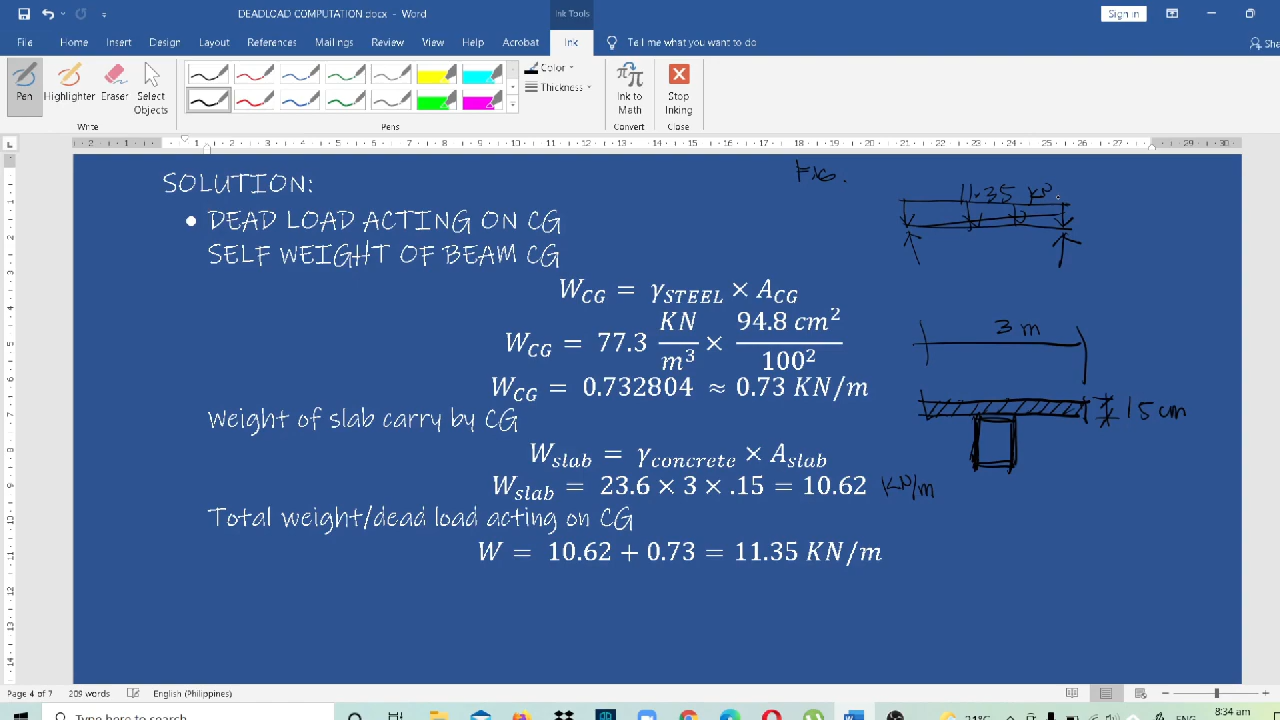 DEADLOAD COMPUTATION.docx - Word
Ink Tools
Sign in
File Home Insert Design Layout References Mailings Review View Help Acrobat Ink Tell me what you want to do
Pen Highlighter Eraser Select Objects
Color
Thickness
Ink to Math
Stop Inking
Write Pens Convert Close
SOLUTION:
FIG.
11.35 KN
• DEAD LOAD ACTING ON CG
SELF WEIGHT OF BEAM CG
W_CG = γ_STEEL × A_CG
W_CG = 77.3 KN/m³ × 94.8 cm²/100²
3 m
W_CG = 0.732804 ≈ 0.73 KN/m
15 cm
Weight of slab carry by CG
W_slab = γ_concrete × A_slab
W_slab = 23.6 × 3 × .15 = 10.62 KN/m
Total weight/dead load acting on CG
W = 10.62 + 0.73 = 11.35 KN/m
Page 4 of 7 209 words English (Philippines)
ENG
8:34 am